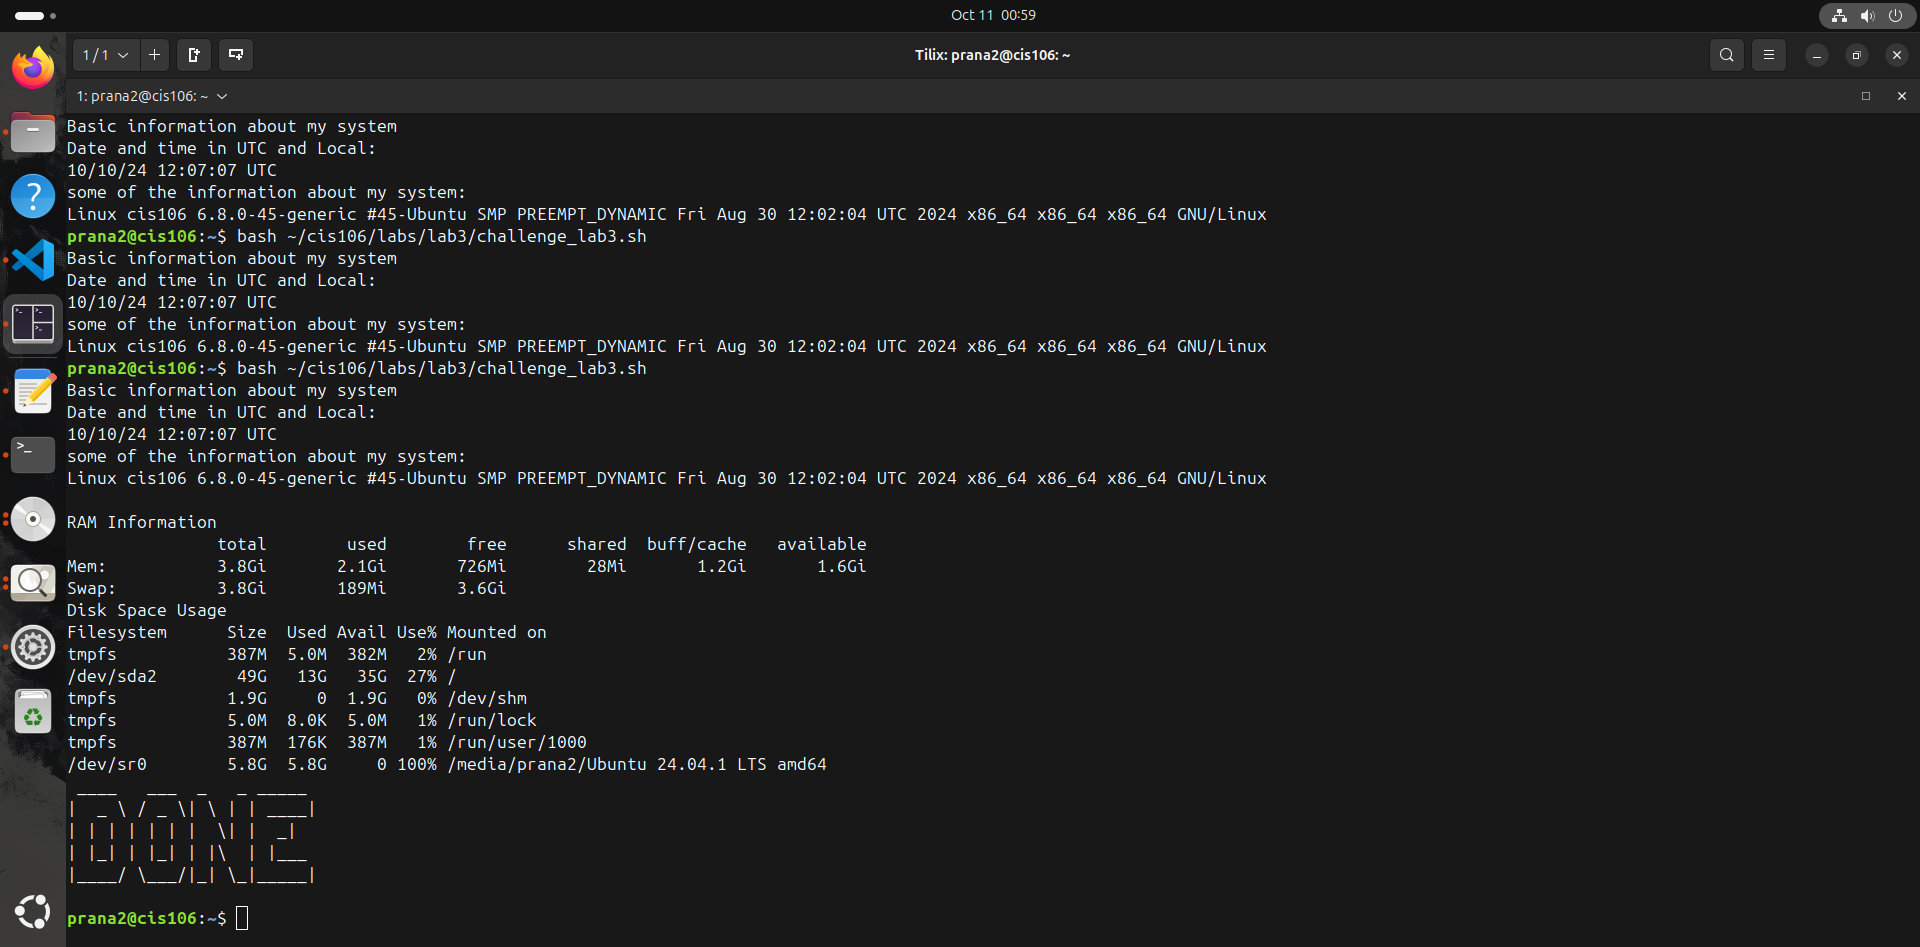 Oct 11 00:59
1 / 1
Tilix: prana2@cis106: ~
1: prana2@cis106: ~
Basic information about my system
Date and time in UTC and Local:
10/10/24 12:07:07 UTC
some of the information about my system:
Linux cis106 6.8.0-45-generic #45-Ubuntu SMP PREEMPT_DYNAMIC Fri Aug 30 12:02:04 UTC 2024 x86_64 x86_64 x86_64 GNU/Linux
prana2@cis106:~$ bash ~/cis106/labs/lab3/challenge_lab3.sh
Basic information about my system
Date and time in UTC and Local:
10/10/24 12:07:07 UTC
some of the information about my system:
Linux cis106 6.8.0-45-generic #45-Ubuntu SMP PREEMPT_DYNAMIC Fri Aug 30 12:02:04 UTC 2024 x86_64 x86_64 x86_64 GNU/Linux
prana2@cis106:~$ bash ~/cis106/labs/lab3/challenge_lab3.sh
Basic information about my system
Date and time in UTC and Local:
10/10/24 12:07:07 UTC
some of the information about my system:
Linux cis106 6.8.0-45-generic #45-Ubuntu SMP PREEMPT_DYNAMIC Fri Aug 30 12:02:04 UTC 2024 x86_64 x86_64 x86_64 GNU/Linux
RAM Information
total used free shared buff/cache available
Mem: 3.8Gi 2.1Gi 726Mi 28Mi 1.2Gi 1.6Gi
Swap: 3.8Gi 189Mi 3.6Gi
Disk Space Usage
Filesystem Size Used Avail Use% Mounted on
tmpfs 387M 5.0M 382M 2% /run
/dev/sda2 49G 13G 35G 27% /
tmpfs 1.9G 0 1.9G 0% /dev/shm
tmpfs 5.0M 8.0K 5.0M 1% /run/lock
tmpfs 387M 176K 387M 1% /run/user/1000
/dev/sr0 5.8G 5.8G 0 100% /media/prana2/Ubuntu 24.04.1 LTS amd64
DONE
prana2@cis106:~$